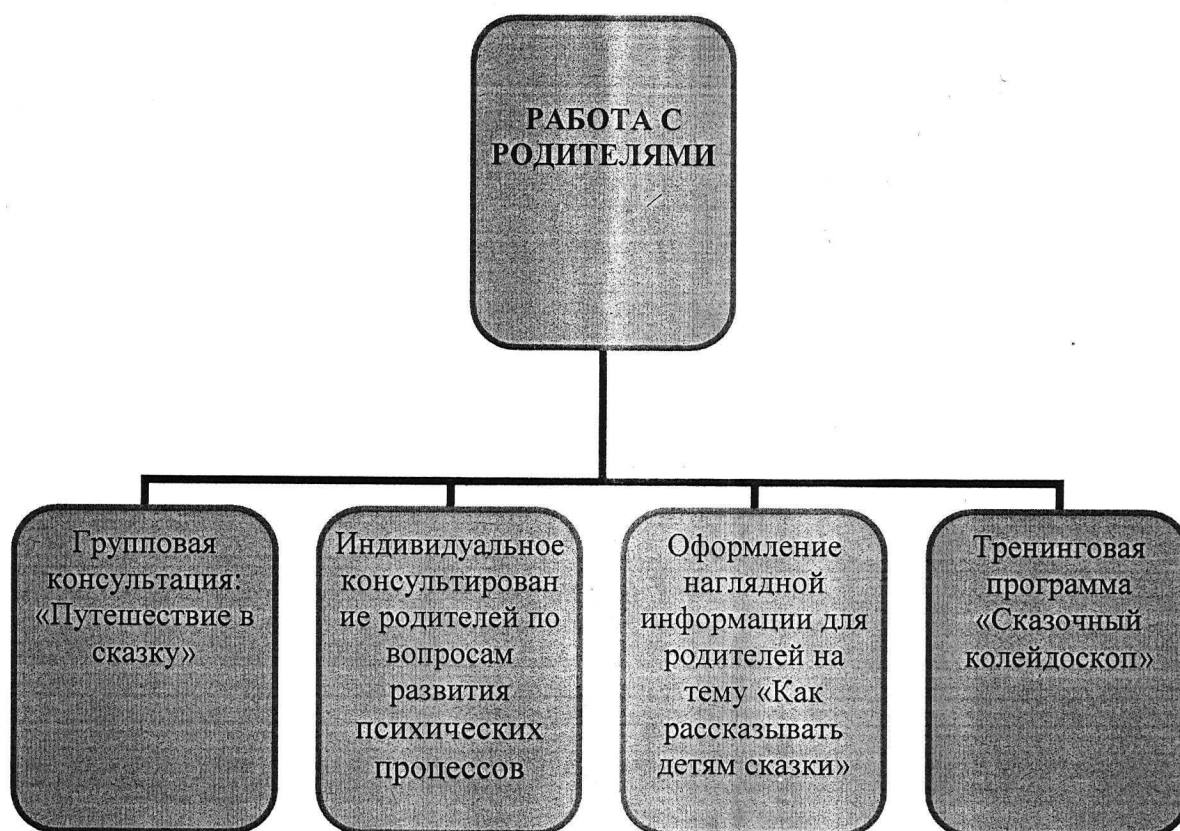 РАБОТА С
РОДИТЕЛЯМИ
Групповая
консультация:
«Путешествие в
сказку»
Индивидуальное
консультирован
ие родителей по
вопросам
развития
психических
процессов
Оформление
наглядной
информации для
родителей на
тему «Как
рассказывать
детям сказки»
Тренинговая
программа
«Сказочный
колейдоскоп»